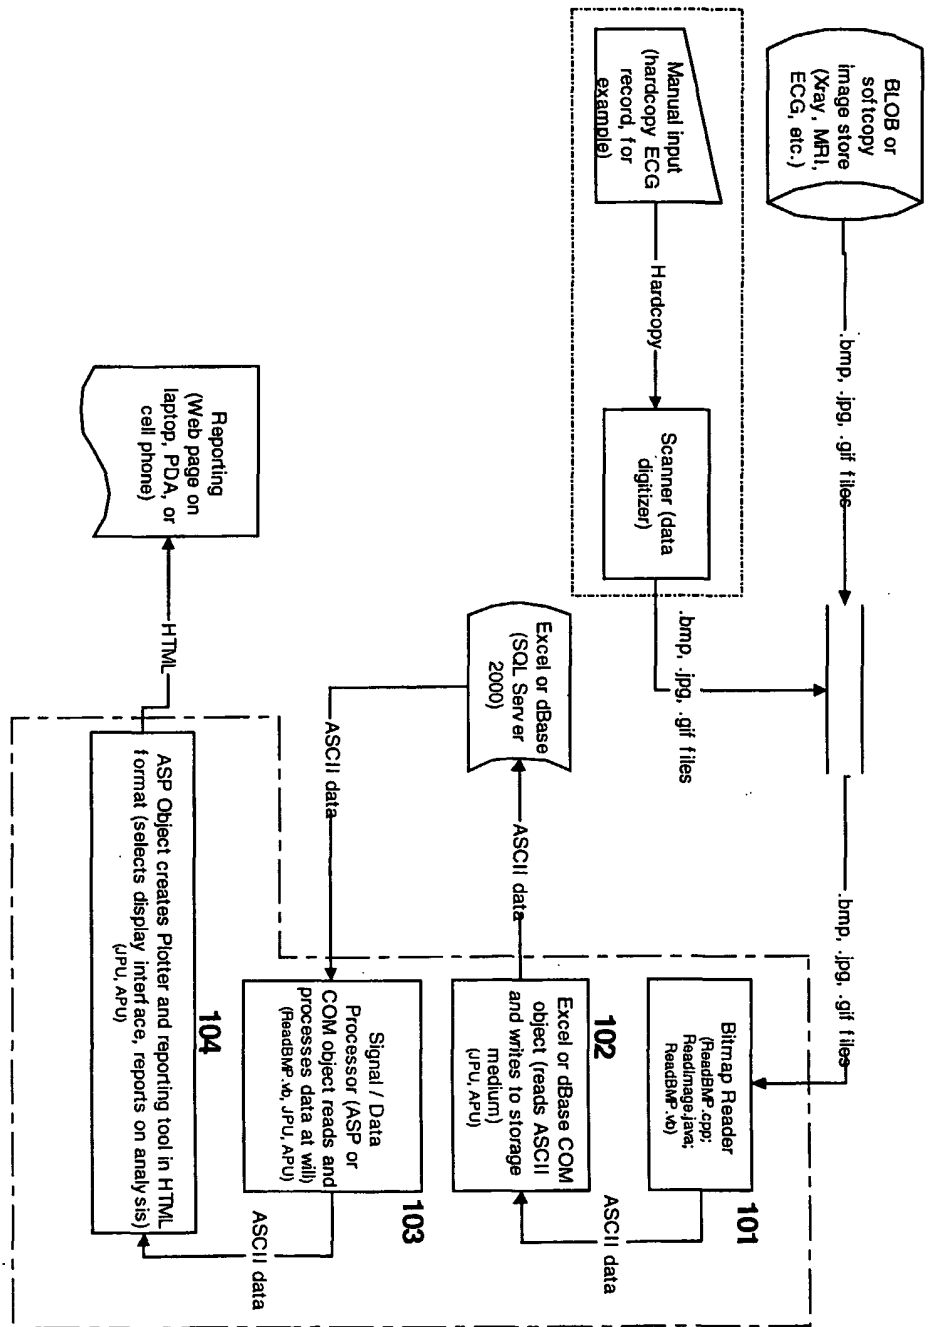 BLOB or
softcopy
image store
(Xray, MRI,
ECG, etc.)
.bmp, .jpg, .gif files
.bmp, .jpg, .gif files
Manual input
(hardcopy ECG
record, for
example)
Hardcopy
Scanner (data
digitizer)
.bmp, .jpg, .gif files
Bitmap Reader
(ReadBMP.cpp;
ReadImage.java;
ReadBMP.vb)
101
ASCII data
Excel or dBase COM
object (reads ASCII
and writes to storage
medium)
(JPU, APU)
102
ASCII data
Excel or dBase
(SQL Server
2000)
ASCII data
Signal / Data
Processor (ASP or
COM object reads and
processes data at will)
(ReadBMP.vb, JPU, APU)
103
ASCII data
104
ASP Object creates Plotter and reporting tool in HTML
format (selects display interface, reports on analysis)
(JPU, APU)
HTML
Reporting
(Web page on
laptop, PDA, or
cell phone)